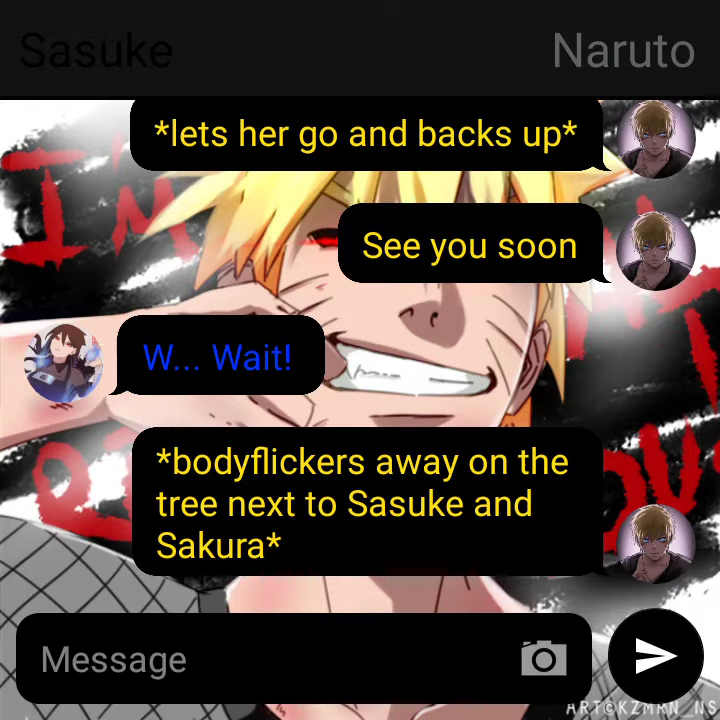 Sasuke
Naruto
*lets her go and backs up*
See you soon
W... Wait!
*bodyflickers away on the
tree next to Sasuke and
Sakura*
Message
I'M
ART©KZMRN_NS